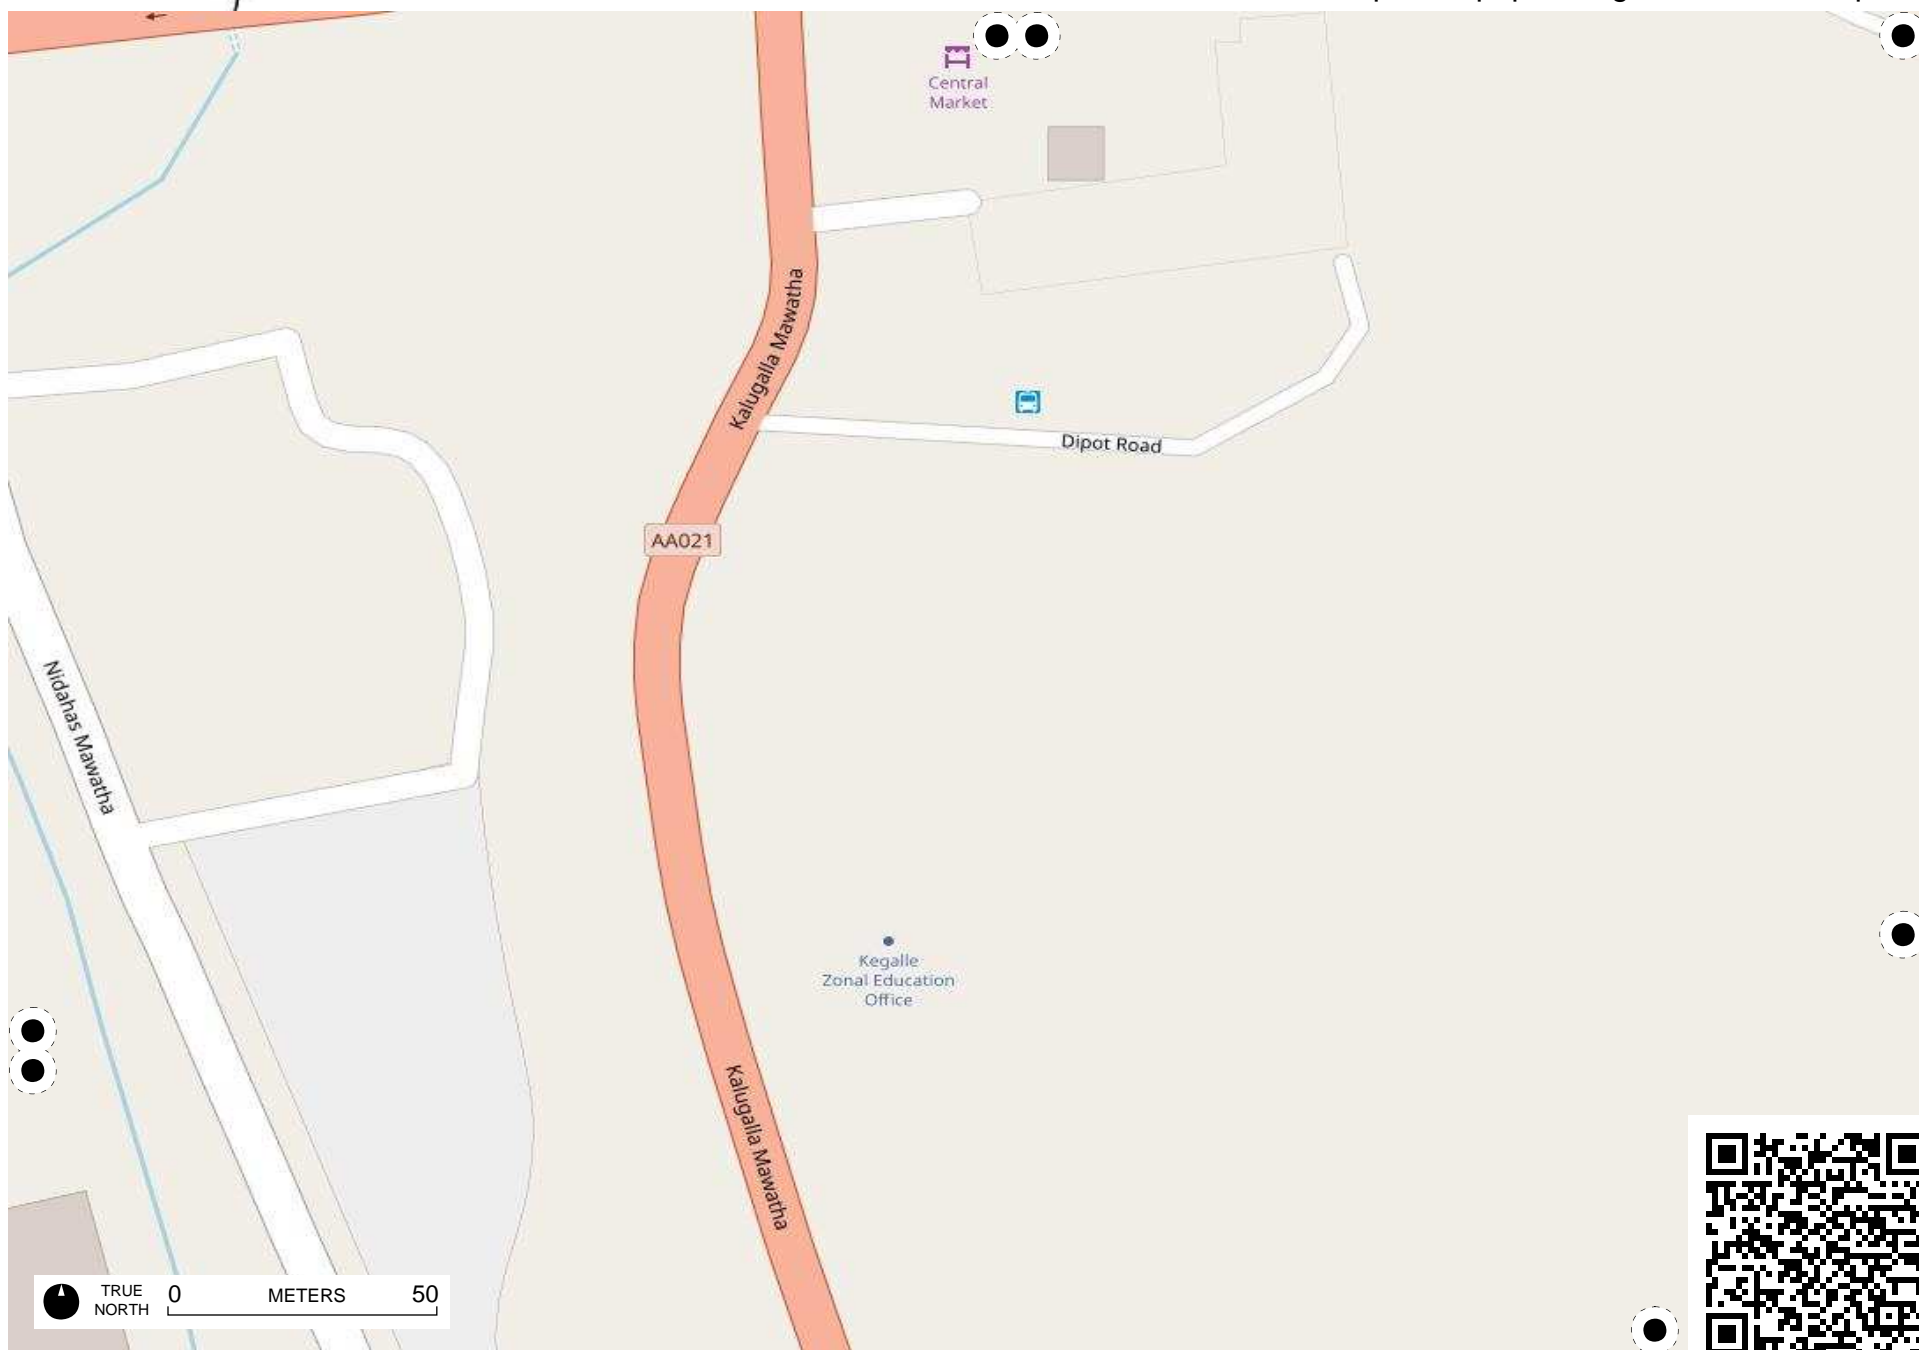 Central
Market
Kalugalla Mawatha
Dipot Road
AA021
Nidahas Mawatha
Kegalle
Zonal Education
Office
Kalugalla Mawatha
TRUE
NORTH
0
METERS
50